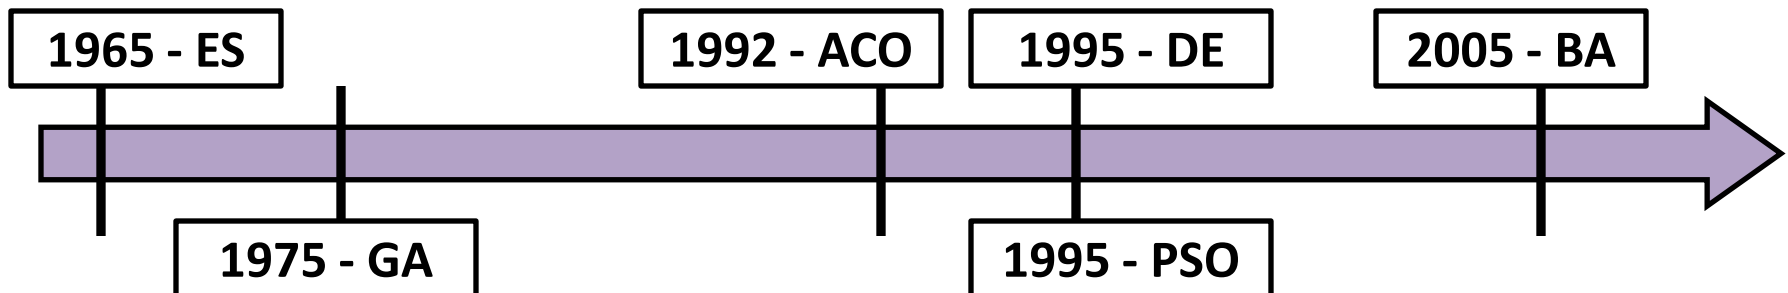 1965 - ES
1992 - ACO
1995 - DE
2005 - BA
1975 - GA
1995 - PSO